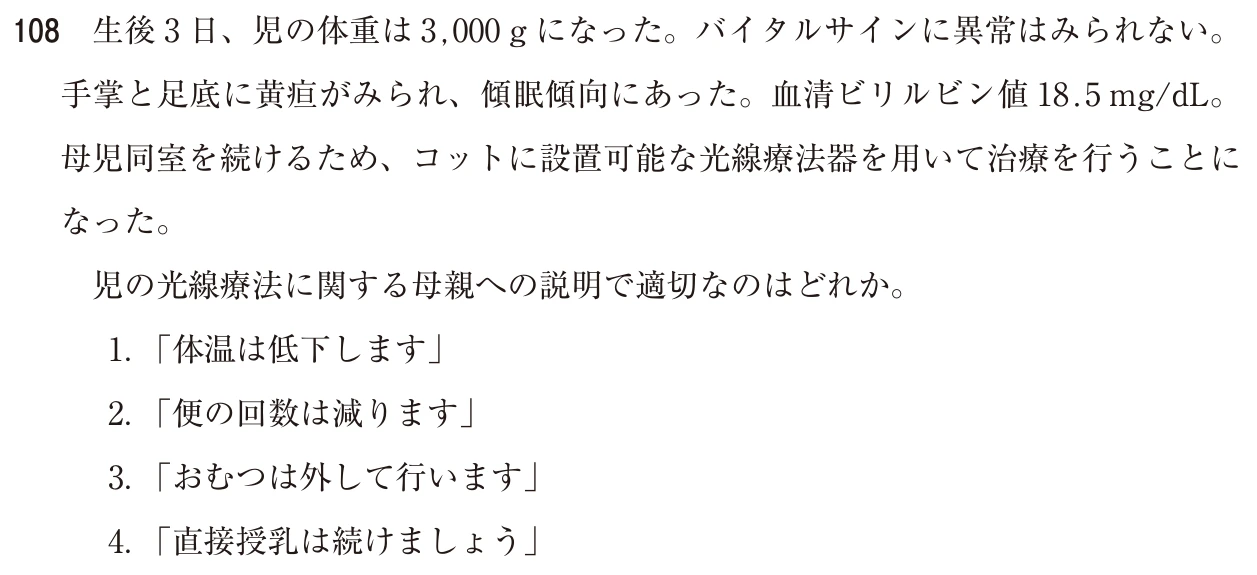 108 生後3日、児の体重は3,000gになった。バイタルサインに異常はみられない。
手掌と足底に黄疸がみられ、傾眠傾向にあった。血清ビリルビン値18.5mg/dL。
母児同室を続けるため、コットに設置可能な光線療法器を用いて治療を行うことに
なった。
児の光線療法に関する母親への説明で適切なのはどれか。
1. 「体温は低下します」
2. 「便の回数は減ります」
3. 「おむつは外して行います」
4. 「直接授乳は続けましょう」